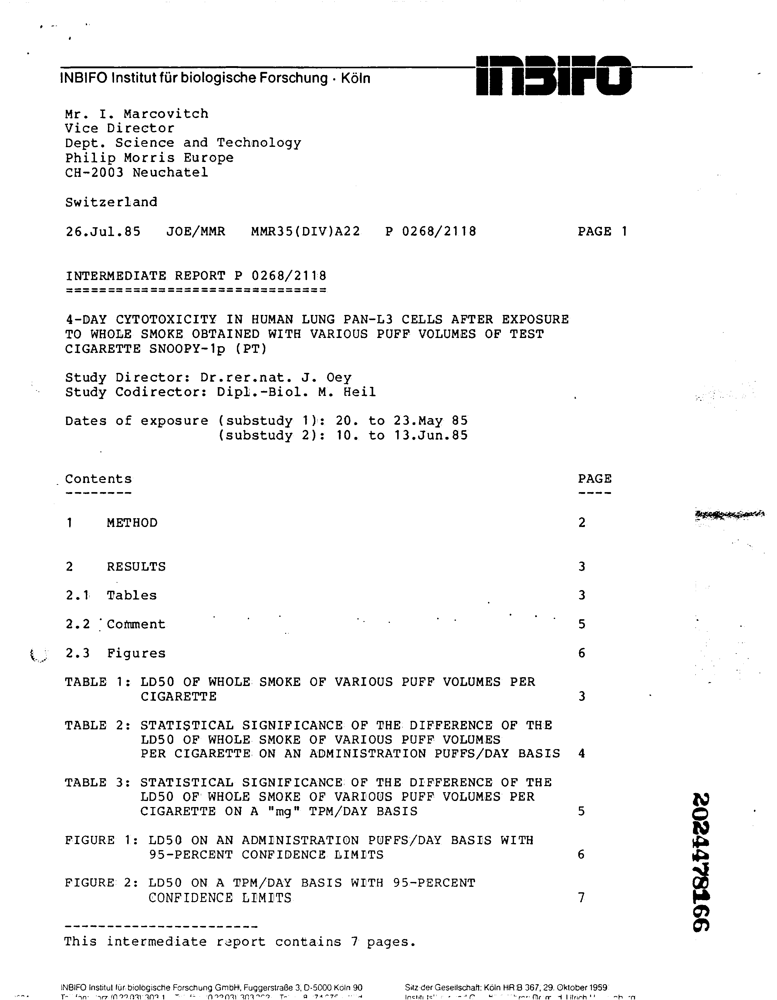 INBIFO Institut für biologische Forschung · Köln
INBIFO
Mr. I. Marcovitch
Vice Director
Dept. Science and Technology
Philip Morris Europe
CH-2003 Neuchatel
Switzerland
26.Jul.85 JOE/MMR MMR35(DIV)A22 P 0268/2118 PAGE 1
INTERMEDIATE REPORT P 0268/2118
===============================
4-DAY CYTOTOXICITY IN HUMAN LUNG PAN-L3 CELLS AFTER EXPOSURE
TO WHOLE SMOKE OBTAINED WITH VARIOUS PUFF VOLUMES OF TEST
CIGARETTE SNOOPY-1p (PT)
Study Director: Dr.rer.nat. J. Oey
Study Codirector: Dipl.-Biol. M. Heil
Dates of exposure (substudy 1): 20. to 23.May 85
(substudy 2): 10. to 13.Jun.85
Contents PAGE
-------- ----
1 METHOD 2
2 RESULTS 3
2.1 Tables 3
2.2 Comment 5
2.3 Figures 6
TABLE 1: LD50 OF WHOLE SMOKE OF VARIOUS PUFF VOLUMES PER
CIGARETTE 3
TABLE 2: STATISTICAL SIGNIFICANCE OF THE DIFFERENCE OF THE
LD50 OF WHOLE SMOKE OF VARIOUS PUFF VOLUMES
PER CIGARETTE ON AN ADMINISTRATION PUFFS/DAY BASIS 4
TABLE 3: STATISTICAL SIGNIFICANCE OF THE DIFFERENCE OF THE
LD50 OF WHOLE SMOKE OF VARIOUS PUFF VOLUMES PER
CIGARETTE ON A "mg" TPM/DAY BASIS 5
FIGURE 1: LD50 ON AN ADMINISTRATION PUFFS/DAY BASIS WITH
95-PERCENT CONFIDENCE LIMITS 6
FIGURE 2: LD50 ON A TPM/DAY BASIS WITH 95-PERCENT
CONFIDENCE LIMITS 7
-----------------------
This intermediate report contains 7 pages.
2024478166
INBIFO Institut für biologische Forschung GmbH, Fuggerstraße 3, D-5000 Köln 90
Sitz der Gesellschaft: Köln HR B 367, 29. Oktober 1959